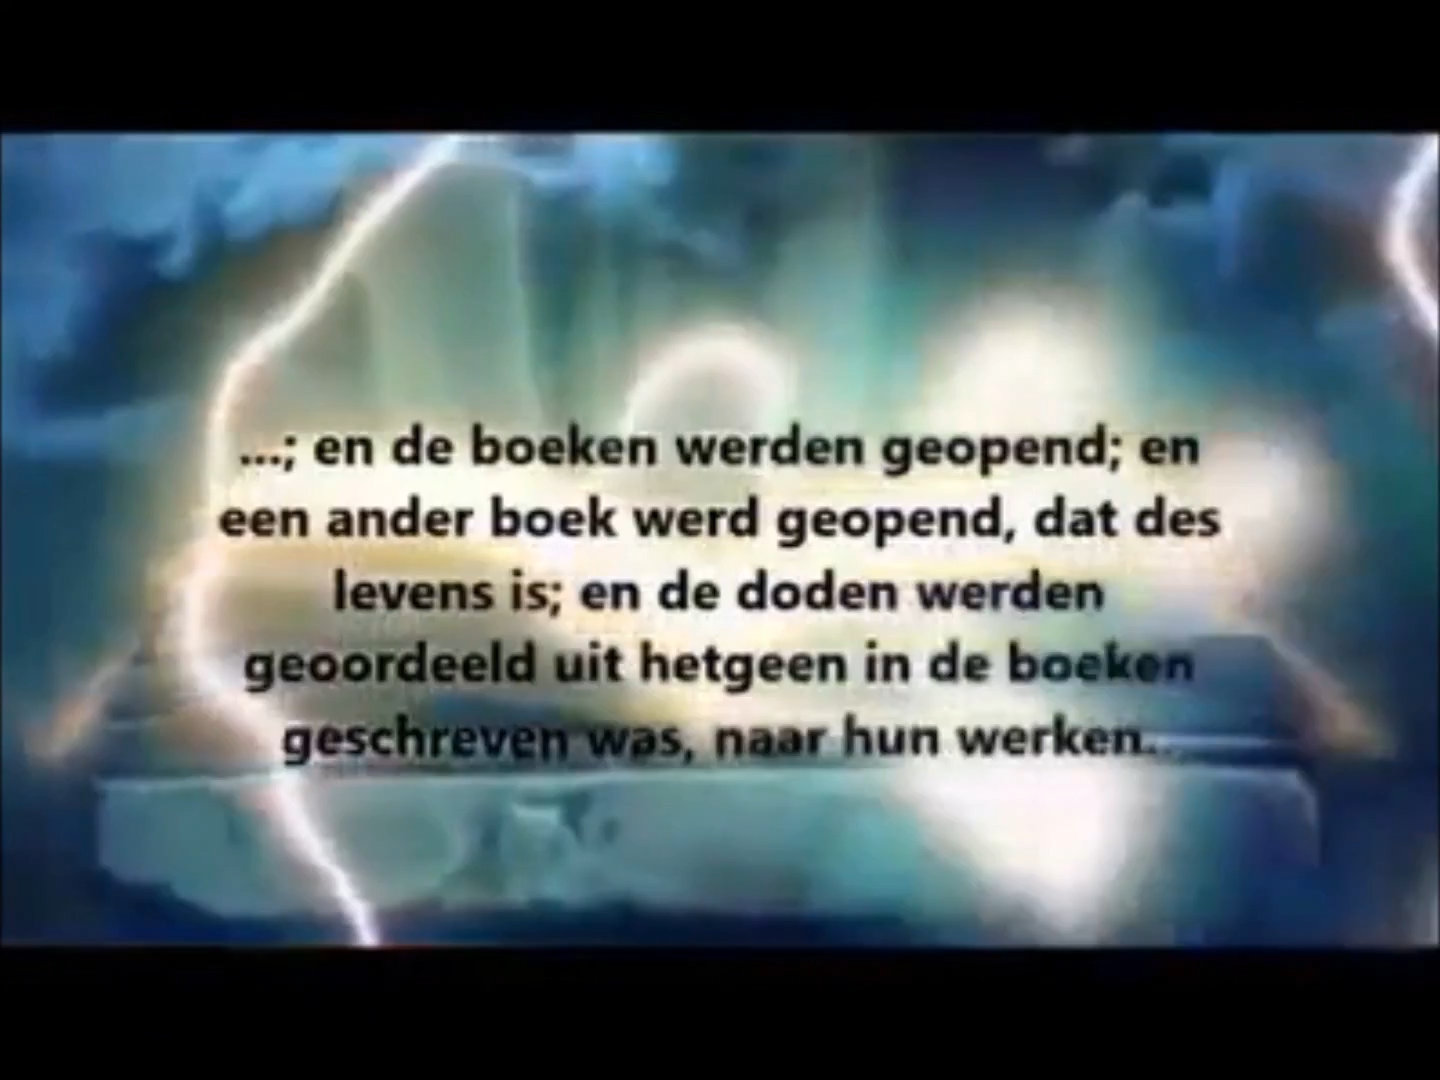 ...; en de boeken werden geopend; en
een ander boek werd geopend, dat des
levens is; en de doden werden
geoordeeld uit hetgeen in de boeken
geschreven was, naar hun werken..